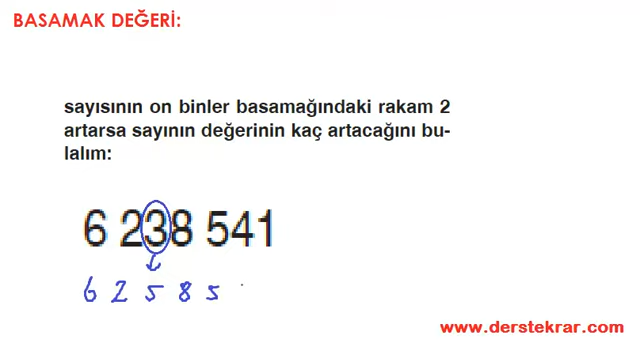 BASAMAK DEĞERİ:
sayısının on binler basamağındaki rakam 2
artarsa sayının değerinin kaç artacağını bu-
lalım:
6 238 541
6 2 5 8 5
www.derstekrar.com